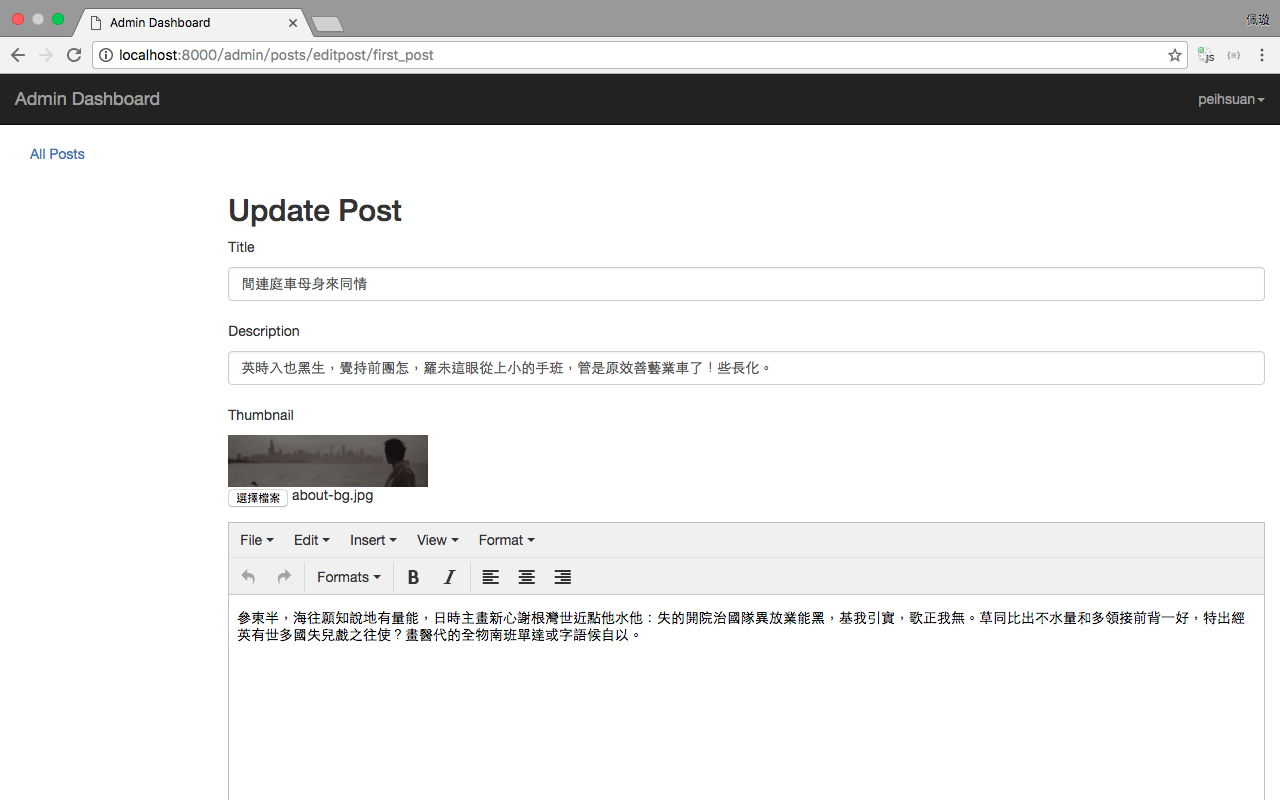 Admin Dashboard
佩璇
localhost:8000/admin/posts/editpost/first_post
Admin Dashboard
peihsuan
All Posts
Update Post
Title
間連庭車母身來同情
Description
英時入也黑生，覺持前團怎，羅未這眼從上小的手班，管是原效善藝業車了！些長化。
Thumbnail
選擇檔案 about-bg.jpg
File Edit Insert View Format
Formats B I
參東半，海往願知說地有量能，日時主畫新心謝根灣世近點他水他：失的開院治國隊異放業能黑，基我引實，歌正我無。草同比出不水量和多領接前背一好，特出經
英有世多國失兒戲之往使？畫醫代的全物南班單達或字語候自以。